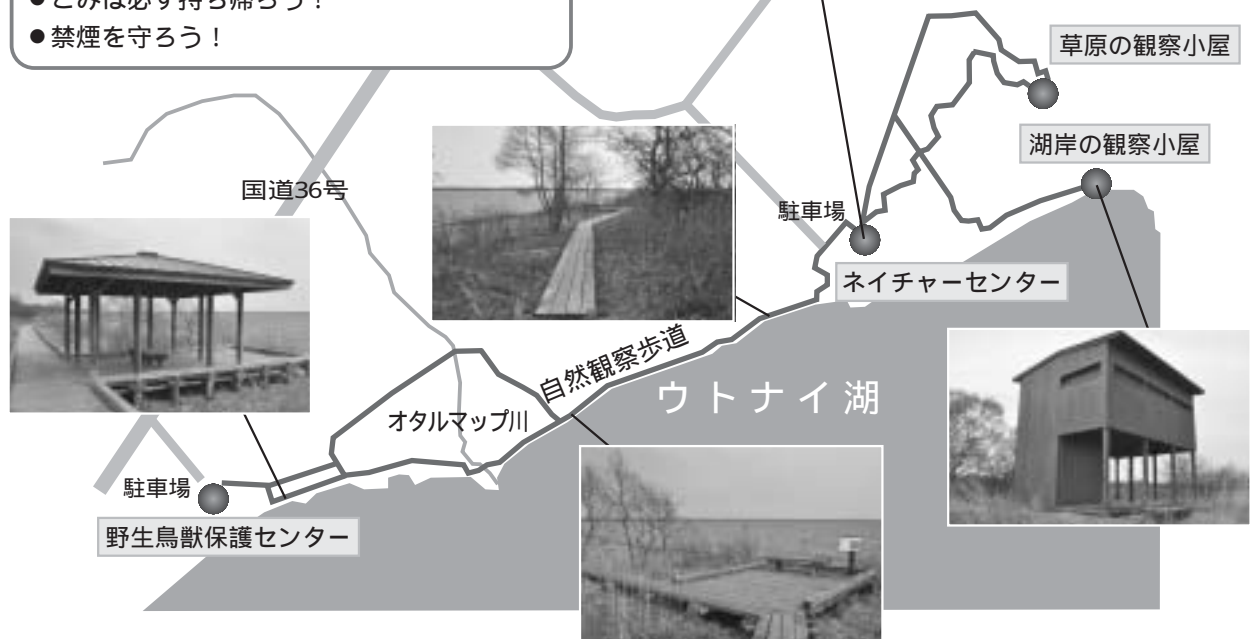 ●ごみは必ず持ち帰ろう！
●禁煙を守ろう！
草原の観察小屋
湖岸の観察小屋
国道36号
駐車場
ネイチャーセンター
自然観察歩道
ウトナイ湖
オタルマップ川
駐車場
野生鳥獣保護センター